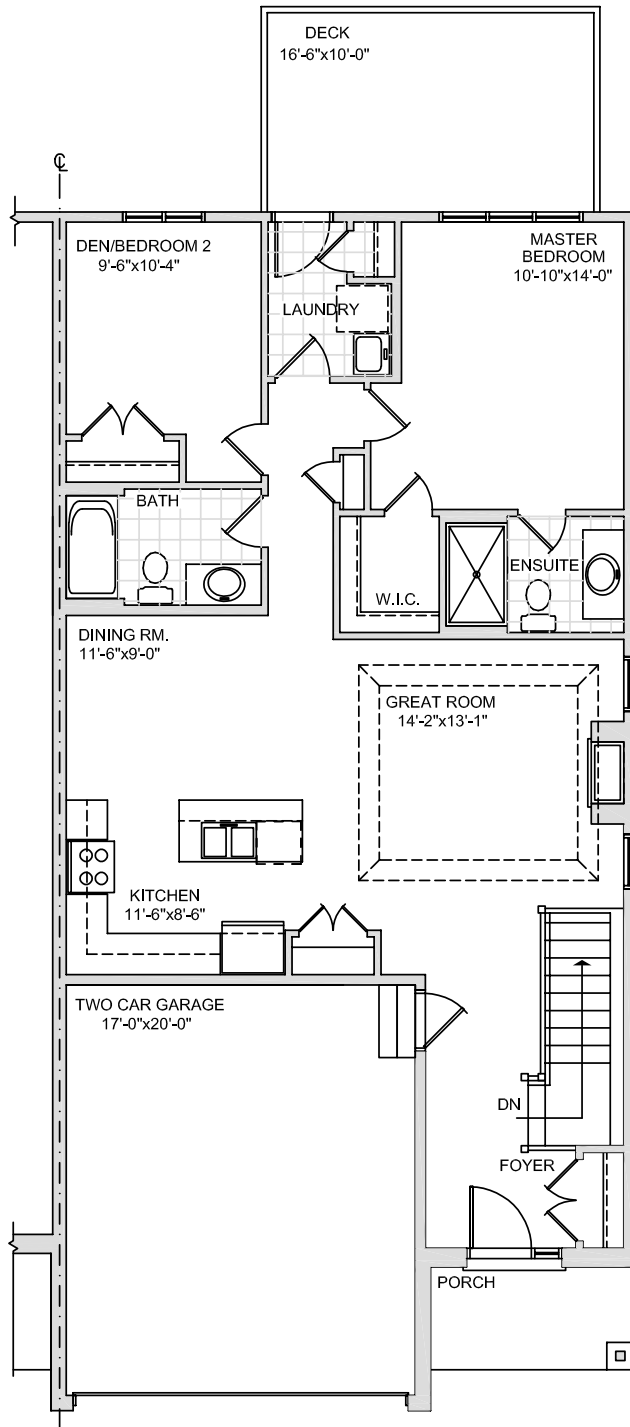 DECK
16'-6"x10'-0"
℄
DEN/BEDROOM 2
9'-6"x10'-4"
MASTER
BEDROOM
10'-10"x14'-0"
LAUNDRY
BATH
ENSUITE
W.I.C.
DINING RM.
11'-6"x9'-0"
GREAT ROOM
14'-2"x13'-1"
KITCHEN
11'-6"x8'-6"
TWO CAR GARAGE
17'-0"x20'-0"
DN
FOYER
PORCH